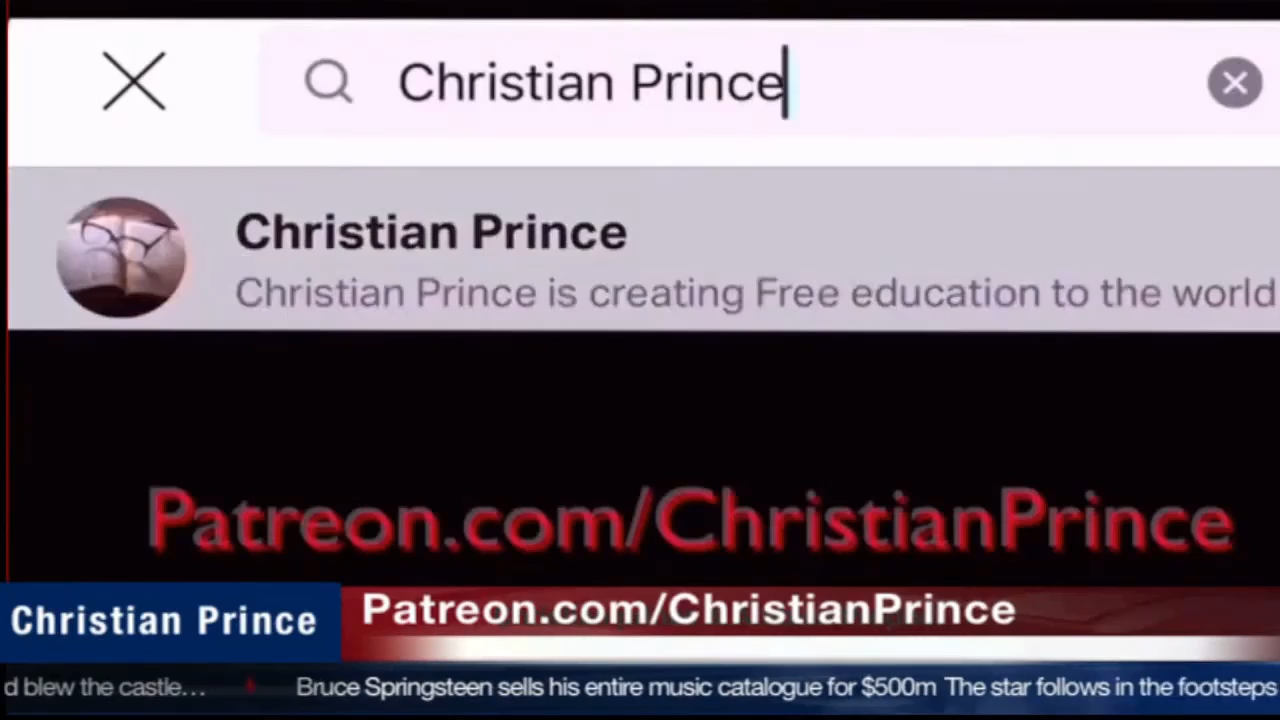 Christian Prince
Christian Prince
Christian Prince is creating Free education to the world
Patreon.com/ChristianPrince
Christian Prince
Patreon.com/ChristianPrince
d blew the castle... Bruce Springsteen sells his entire music catalogue for $500m The star follows in the footsteps